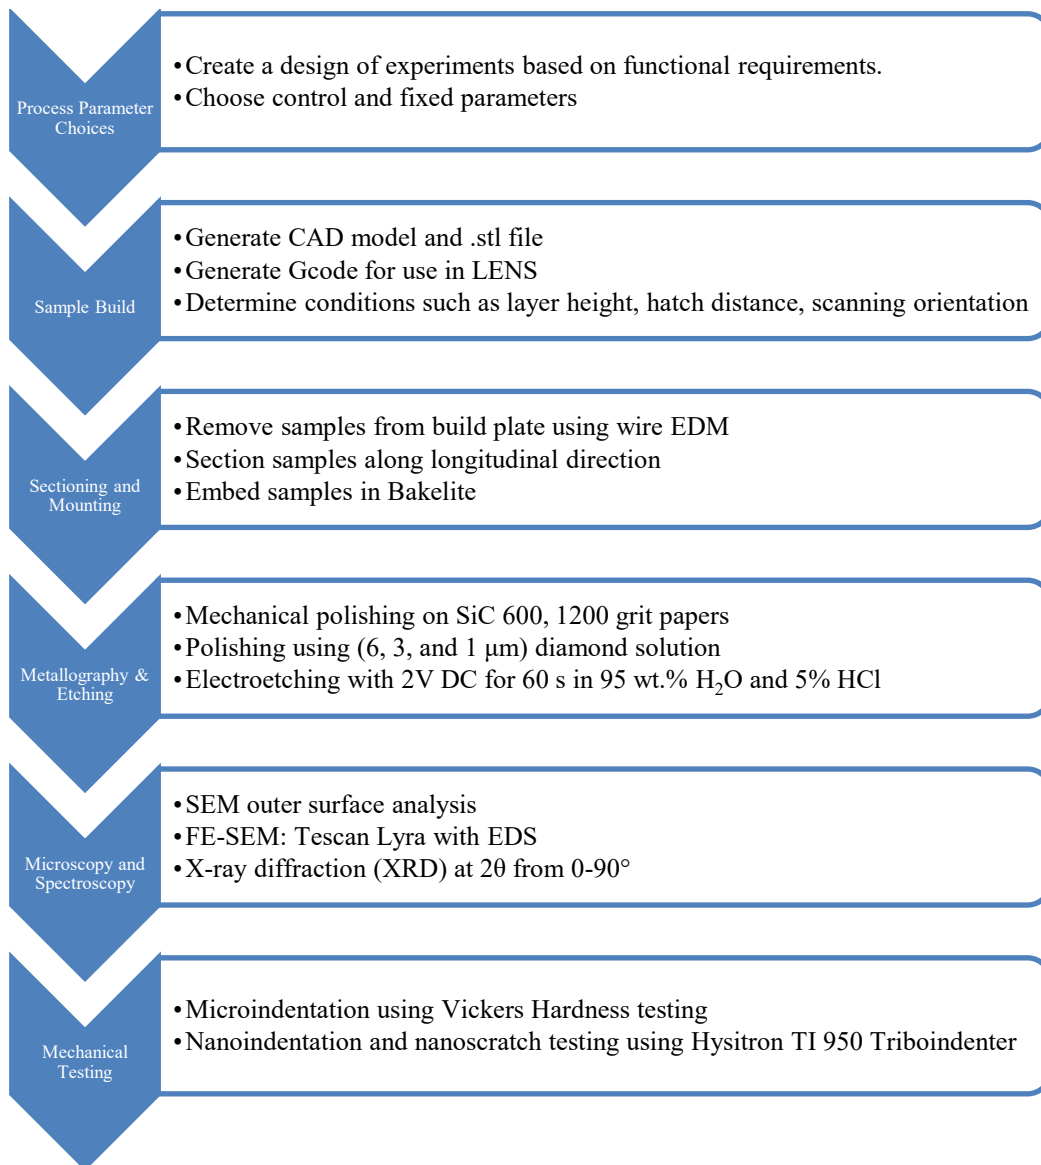 Process Parameter
Choices
•Create a design of experiments based on functional requirements.
•Choose control and fixed parameters
Sample Build
•Generate CAD model and .stl file
•Generate Gcode for use in LENS
•Determine conditions such as layer height, hatch distance, scanning orientation
Sectioning and
Mounting
•Remove samples from build plate using wire EDM
•Section samples along longitudinal direction
•Embed samples in Bakelite
Metallography &
Etching
•Mechanical polishing on SiC 600, 1200 grit papers
•Polishing using (6, 3, and 1 μm) diamond solution
•Electroetching with 2V DC for 60 s in 95 wt.% H₂O and 5% HCl
Microscopy and
Spectroscopy
•SEM outer surface analysis
•FE-SEM: Tescan Lyra with EDS
•X-ray diffraction (XRD) at 2θ from 0-90°
Mechanical
Testing
•Microindentation using Vickers Hardness testing
•Nanoindentation and nanoscratch testing using Hysitron TI 950 Triboindenter